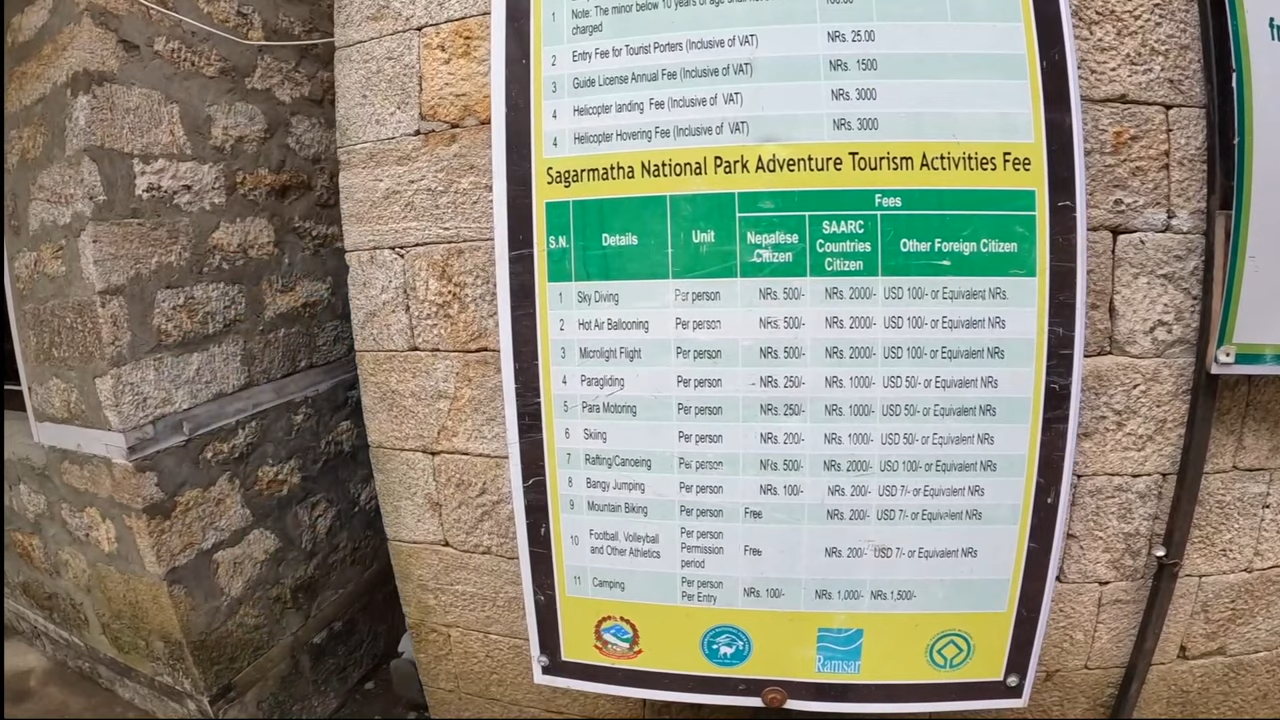 1 Note: The minor below 10 years of age shall not
charged
2 Entry Fee for Tourist Porters (Inclusive of VAT) NRs. 25.00
3 Guide License Annual Fee (Inclusive of VAT) NRs. 1500
4 Helicopter landing Fee (Inclusive of VAT) NRs. 3000
4 Helicopter Hovering Fee (Inclusive of VAT) NRs. 3000
Sagarmatha National Park Adventure Tourism Activities Fee
S.N. Details Unit Fees
Nepalese Citizen SAARC Countries Citizen Other Foreign Citizen
1 Sky Diving Per person NRs. 500/- NRs. 2000/- USD 100/- or Equivalent NRs.
2 Hot Air Ballooning Per person NRs. 500/- NRs. 2000/- USD 100/- or Equivalent NRs
3 Microlight Flight Per person NRs. 500/- NRs. 2000/- USD 100/- or Equivalent NRs
4 Paragliding Per person NRs. 250/- NRs. 1000/- USD 50/- or Equivalent NRs
5 Para Motoring Per person NRs. 250/- NRs. 1000/- USD 50/- or Equivalent NRs
6 Skiing Per person NRs. 200/- NRs. 1000/- USD 50/- or Equivalent NRs
7 Rafting/Canoeing Per person NRs. 500/- NRs. 2000/- USD 100/- or Equivalent NRs
8 Bangy Jumping Per person NRs. 100/- NRs. 200/- USD 7/- or Equivalent NRs
9 Mountain Biking Per person Free NRs. 200/- USD 7/- or Equivalent NRs
10 Football, Volleyball and Other Athletics Per person Permission period Free NRs. 200/- USD 7/- or Equivalent NRs
11 Camping Per person Per Entry NRs. 100/- NRs. 1,000/- NRs.1,500/-
Ramsar